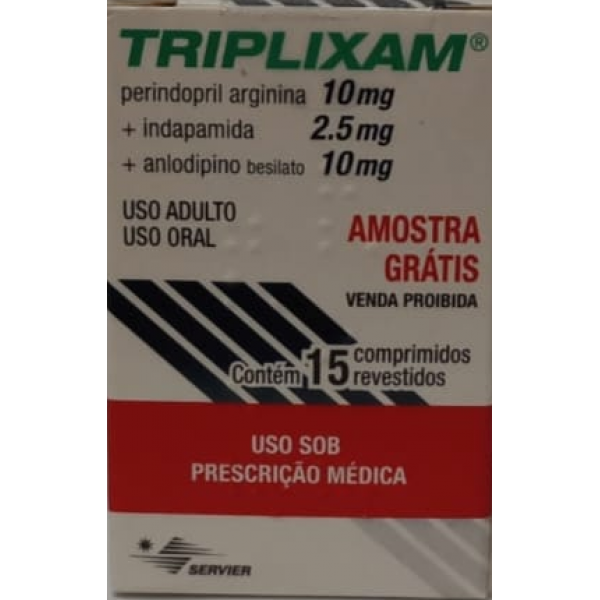 TRIPLIXAM®
perindopril arginina 10mg
+ indapamida 2.5mg
+ anlodipino besilato 10mg
USO ADULTO
USO ORAL
AMOSTRA
GRÁTIS
VENDA PROIBIDA
Contém 15 comprimidos
revestidos
USO SOB
PRESCRIÇÃO MÉDICA
SERVIER